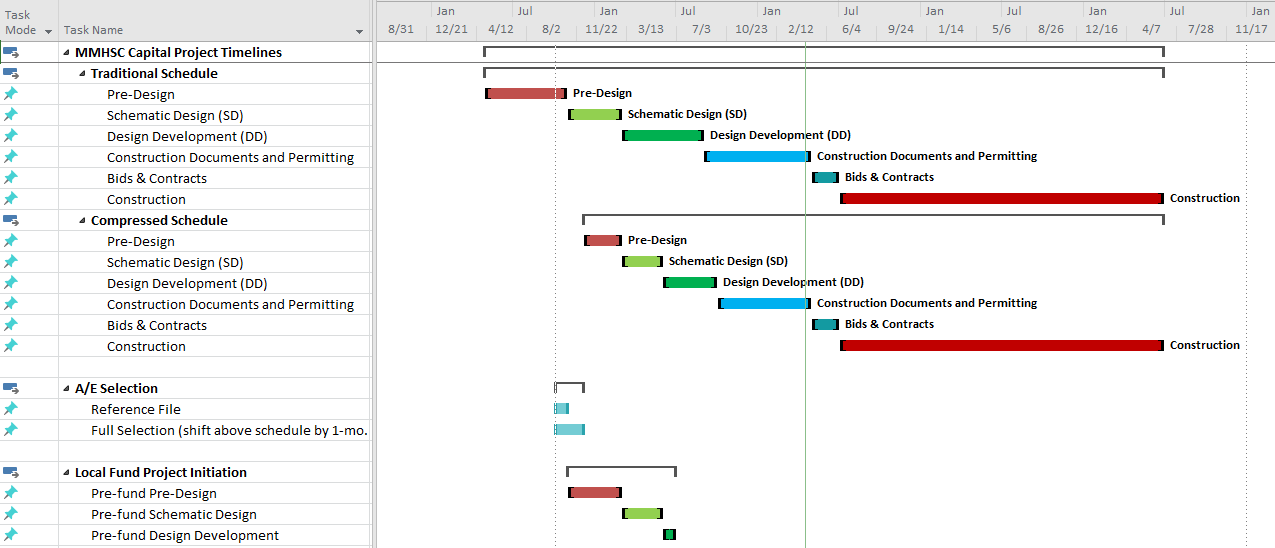 Jan Jul Jan Jul Jan Jul Jan Jul Jan Jul Jan
Task
Mode Task Name 8/31 12/21 4/12 8/2 11/22 3/13 7/3 10/23 2/12 6/4 9/24 1/14 5/6 8/26 12/16 4/7 7/28 11/17
MMHSC Capital Project Timelines
Traditional Schedule
Pre-Design Pre-Design
Schematic Design (SD) Schematic Design (SD)
Design Development (DD) Design Development (DD)
Construction Documents and Permitting Construction Documents and Permitting
Bids & Contracts Bids & Contracts
Construction Construction
Compressed Schedule
Pre-Design Pre-Design
Schematic Design (SD) Schematic Design (SD)
Design Development (DD) Design Development (DD)
Construction Documents and Permitting Construction Documents and Permitting
Bids & Contracts Bids & Contracts
Construction Construction
A/E Selection
Reference File
Full Selection (shift above schedule by 1-mo.
Local Fund Project Initiation
Pre-fund Pre-Design
Pre-fund Schematic Design
Pre-fund Design Development